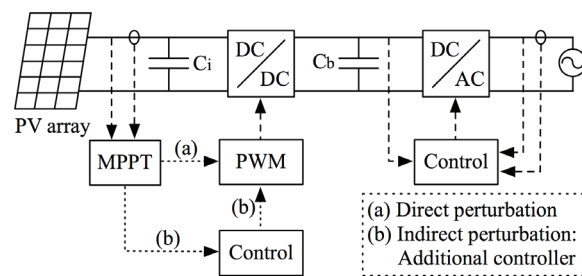 DC
DC
DC
AC
Ci
Cb
PV array
MPPT
(a)
PWM
Control
(b)
(b)
Control
(a) Direct perturbation
(b) Indirect perturbation:
Additional controller